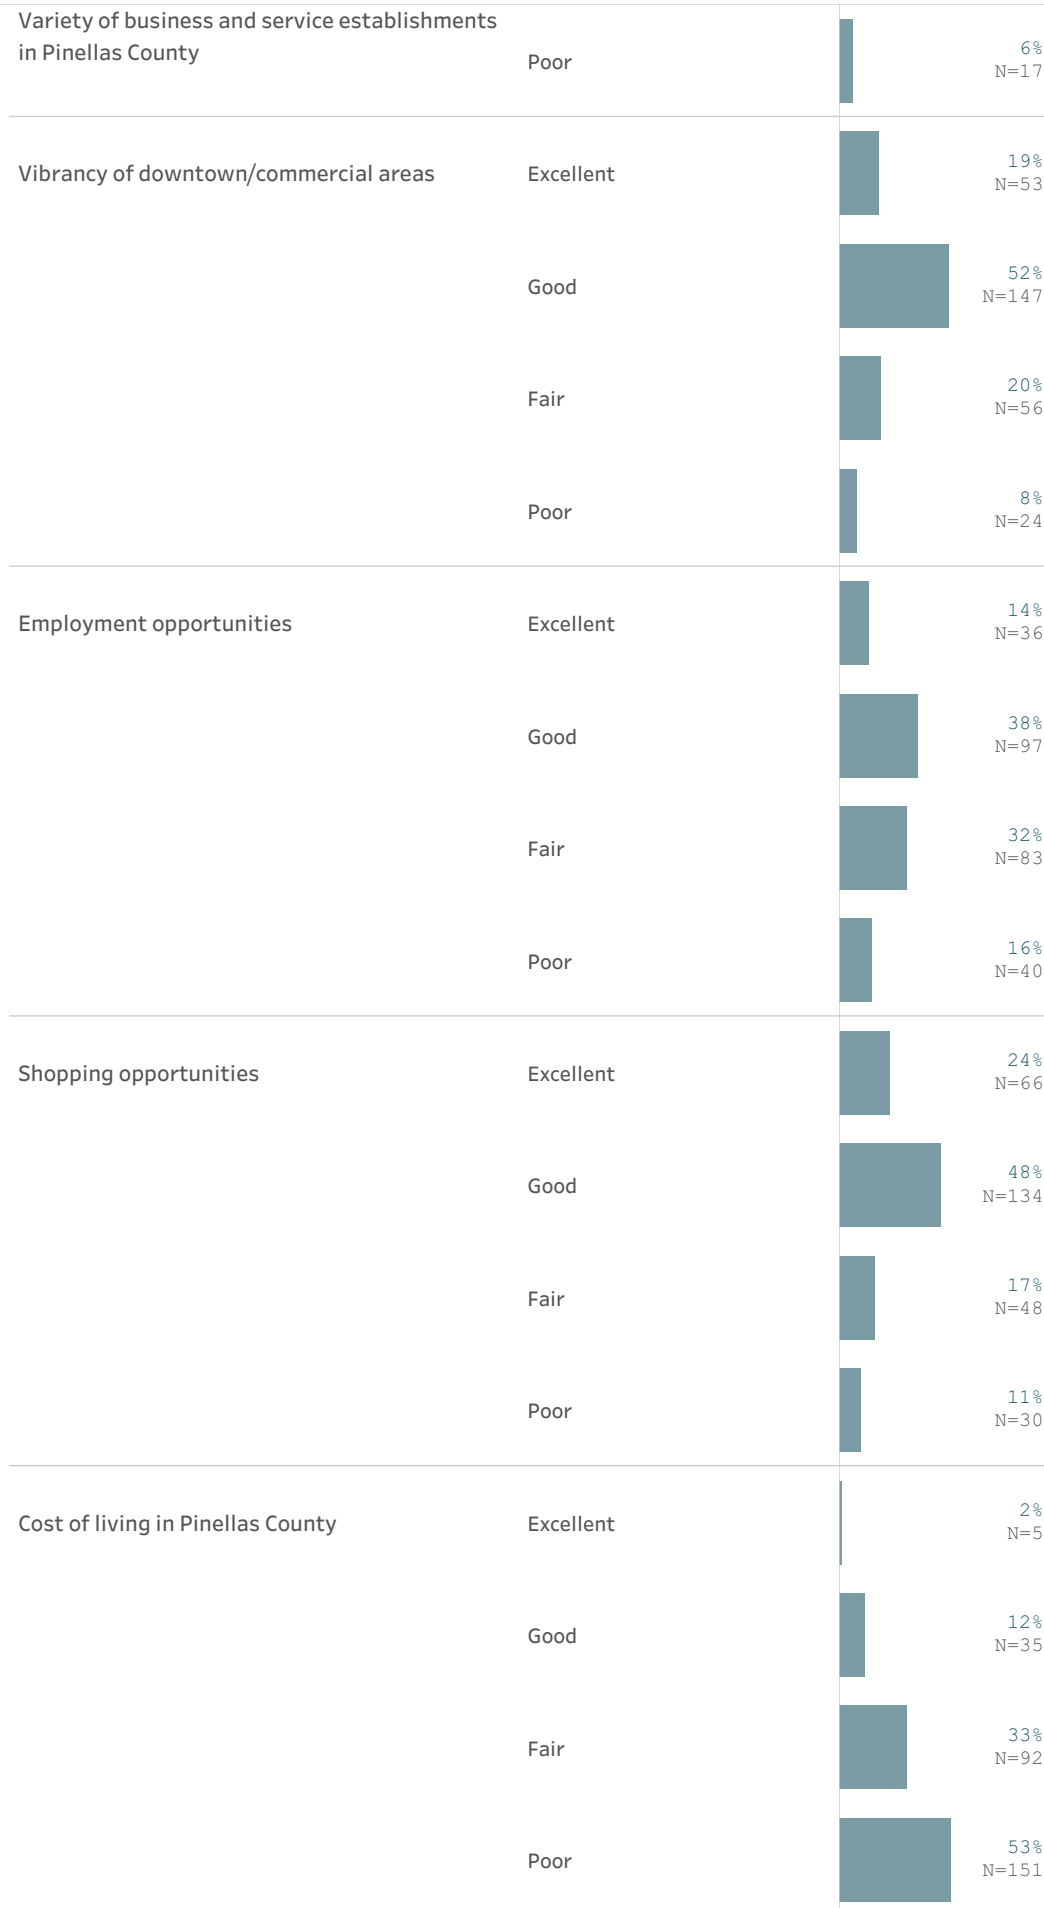 Variety of business and service establishments
in Pinellas County
Poor
6%
N=17
Vibrancy of downtown/commercial areas
Excellent
19%
N=53
Good
52%
N=147
Fair
20%
N=56
Poor
8%
N=24
Employment opportunities
Excellent
14%
N=36
Good
38%
N=97
Fair
32%
N=83
Poor
16%
N=40
Shopping opportunities
Excellent
24%
N=66
Good
48%
N=134
Fair
17%
N=48
Poor
11%
N=30
Cost of living in Pinellas County
Excellent
2%
N=5
Good
12%
N=35
Fair
33%
N=92
Poor
53%
N=151